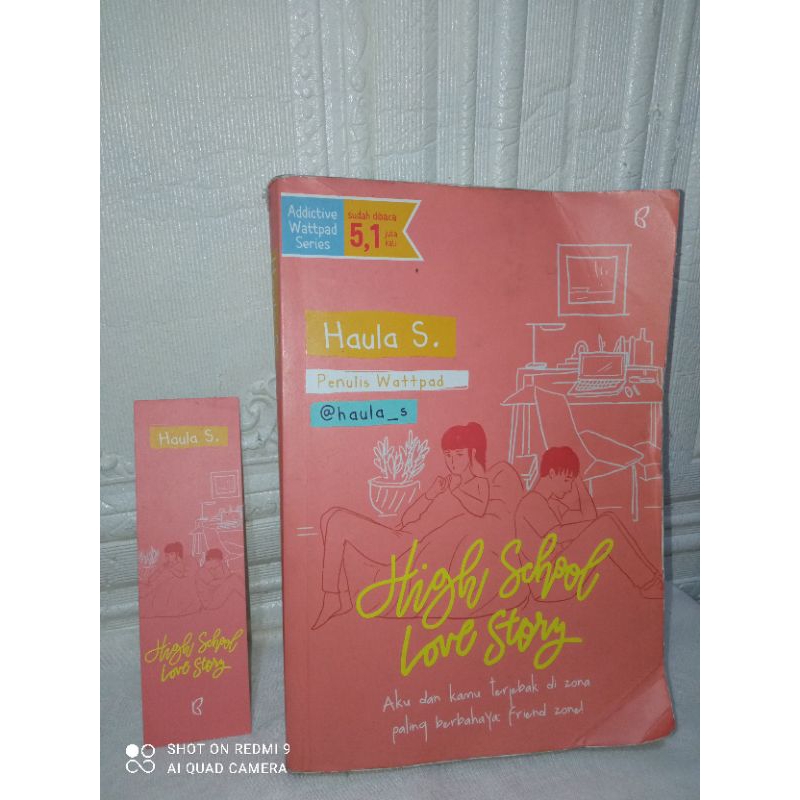 Addictive
Wattpad
Series
sudah dibaca
5,1 juta
kali
Haula S.
Penulis Wattpad
@haula_s
High School
Love Story
Aku dan kamu terjebak di zona
paling berbahaya: friend zone!
Haula S.
High School
Love Story
SHOT ON REDMI 9
AI QUAD CAMERA